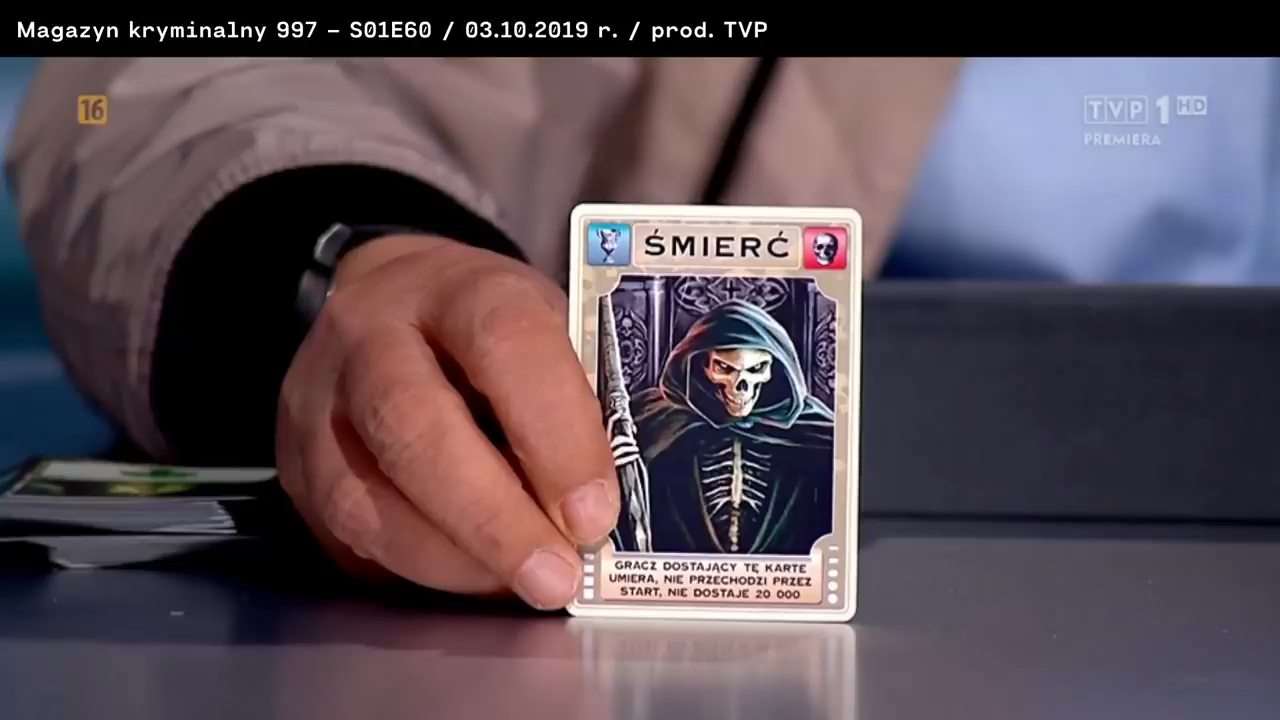 Magazyn kryminalny 997 – S01E60 / 03.10.2019 r. / prod. TVP
16
TVP 1 HD
PREMIERA
ŚMIERĆ
GRACZ DOSTAJĄCY TĘ KARTE
UMIERA, NIE PRZECHODZI PRZEZ
START, NIE DOSTAJE 20 000